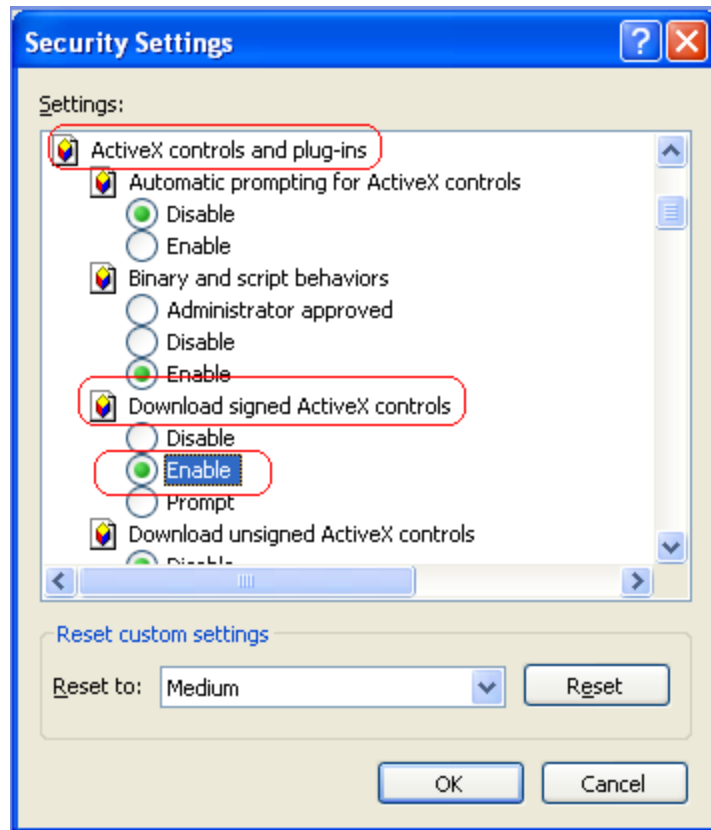 Security Settings
Settings:
ActiveX controls and plug-ins
Automatic prompting for ActiveX controls
Disable
Enable
Binary and script behaviors
Administrator approved
Disable
Enable
Download signed ActiveX controls
Disable
Enable
Prompt
Download unsigned ActiveX controls
Disable
Reset custom settings
Reset to: Medium Reset
OK Cancel